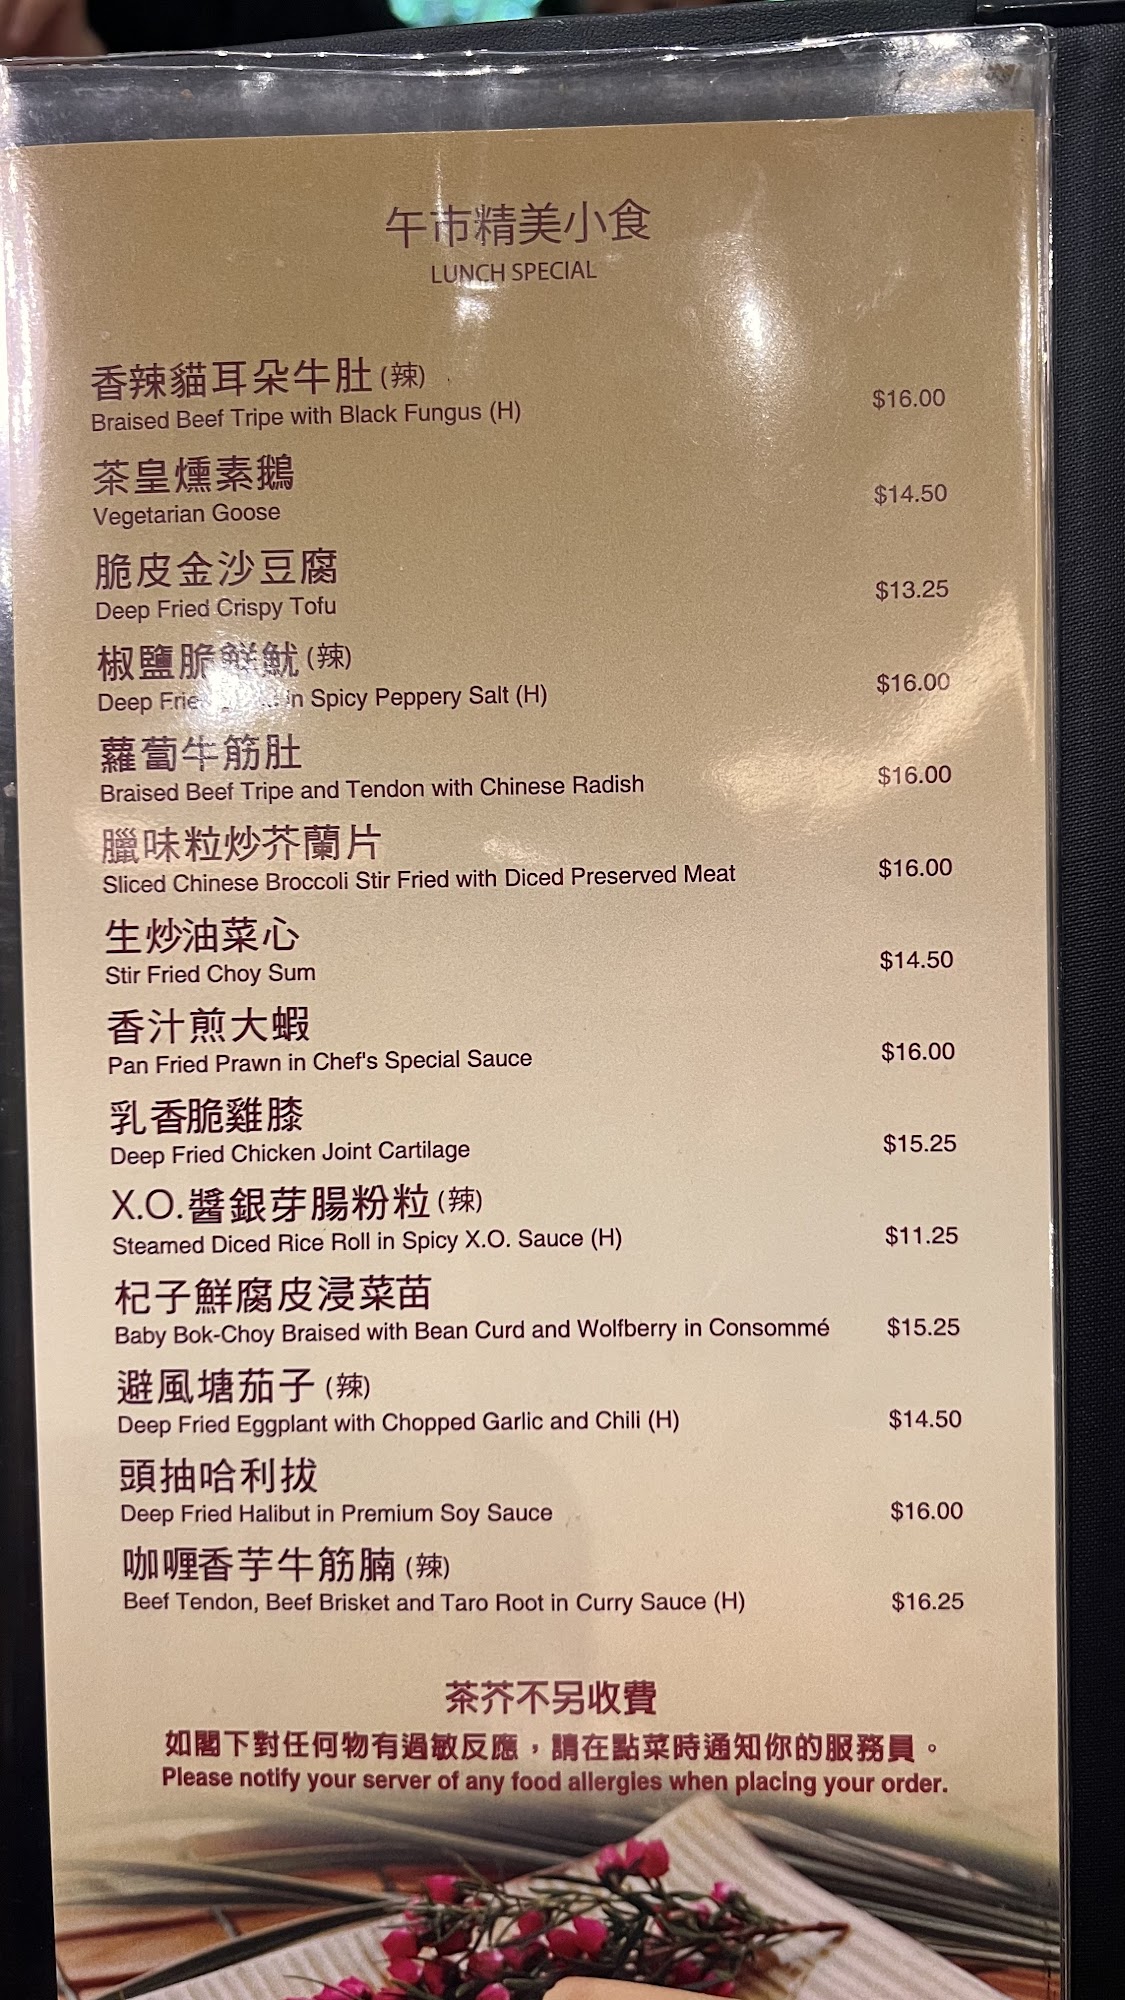 午市精美小食
LUNCH SPECIAL
香辣貓耳朵牛肚(辣)
Braised Beef Tripe with Black Fungus (H) $16.00
茶皇燻素鵝
Vegetarian Goose $14.50
脆皮金沙豆腐
Deep Fried Crispy Tofu $13.25
椒鹽脆鮮魷(辣)
Deep in Spicy Peppery Salt (H) $16.00
蘿蔔牛筋肚
Braised Beef Tripe and Tendon with Chinese Radish $16.00
臘味粒炒芥蘭片
Sliced Chinese Broccoli Stir Fried with Diced Preserved Meat $16.00
生炒油菜心
Stir Fried Choy Sum $14.50
香汁煎大蝦
Pan Fried Prawn in Chef's Special Sauce $16.00
乳香脆雞膝
Deep Fried Chicken Joint Cartilage $15.25
X.O.醬銀芽腸粉粒(辣)
Steamed Diced Rice Roll in Spicy X.O. Sauce (H) $11.25
杞子鮮腐皮浸菜苗
Baby Bok-Choy Braised with Bean Curd and Wolfberry in Consommé $15.25
避風塘茄子(辣)
Deep Fried Eggplant with Chopped Garlic and Chili (H) $14.50
頭抽哈利拔
Deep Fried Halibut in Premium Soy Sauce $16.00
咖喱香芋牛筋腩(辣)
Beef Tendon, Beef Brisket and Taro Root in Curry Sauce (H) $16.25
茶芥不另收費
如閣下對任何物有過敏反應，請在點菜時通知你的服務員。
Please notify your server of any food allergies when placing your order.